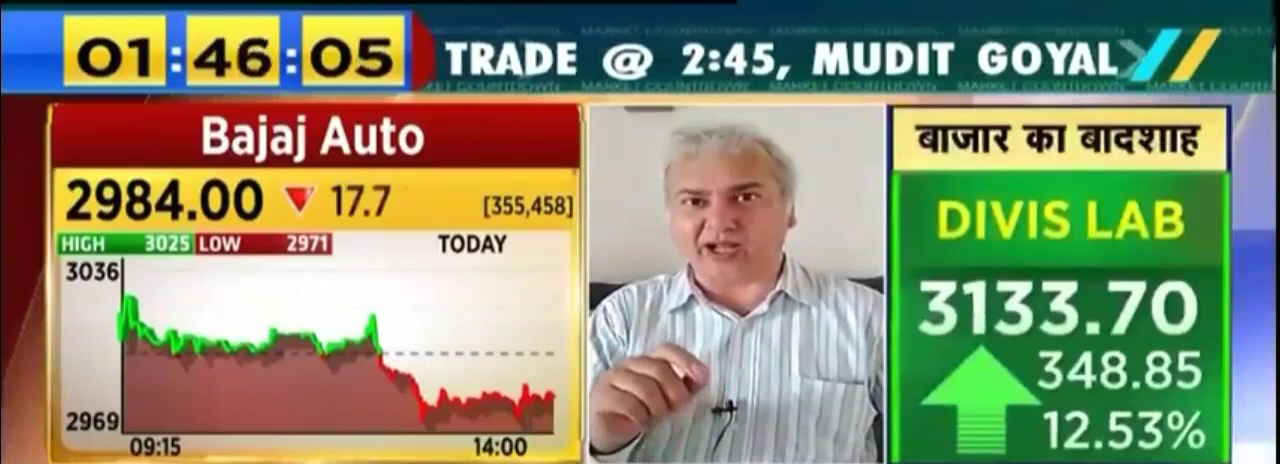 01:46:05
TRADE @ 2:45, MUDIT GOYAL
Bajaj Auto
2984.00 17.7 [355,458]
HIGH 3025 LOW 2971 TODAY
3036
2969
09:15 14:00
बाजार का बादशाह
DIVIS LAB
3133.70
348.85
12.53%